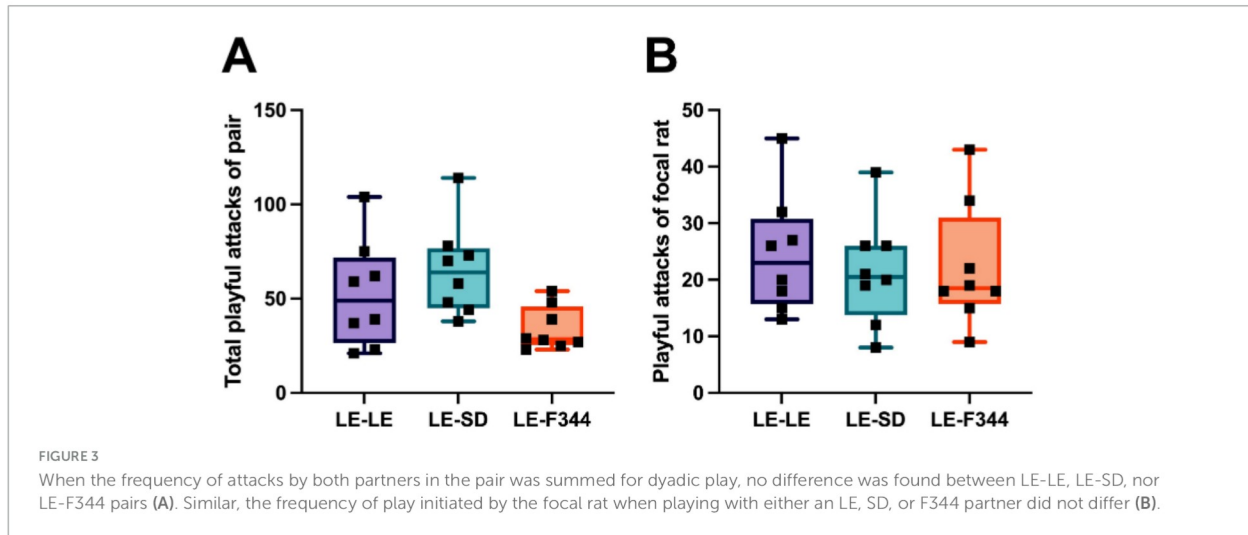 A
B
Total playful attacks of pair
150
100
50
0
LE-LE LE-SD LE-F344
Playful attacks of focal rat
50
40
30
20
10
0
LE-LE LE-SD LE-F344
FIGURE 3
When the frequency of attacks by both partners in the pair was summed for dyadic play, no difference was found between LE-LE, LE-SD, nor
LE-F344 pairs (A). Similar, the frequency of play initiated by the focal rat when playing with either an LE, SD, or F344 partner did not differ (B).